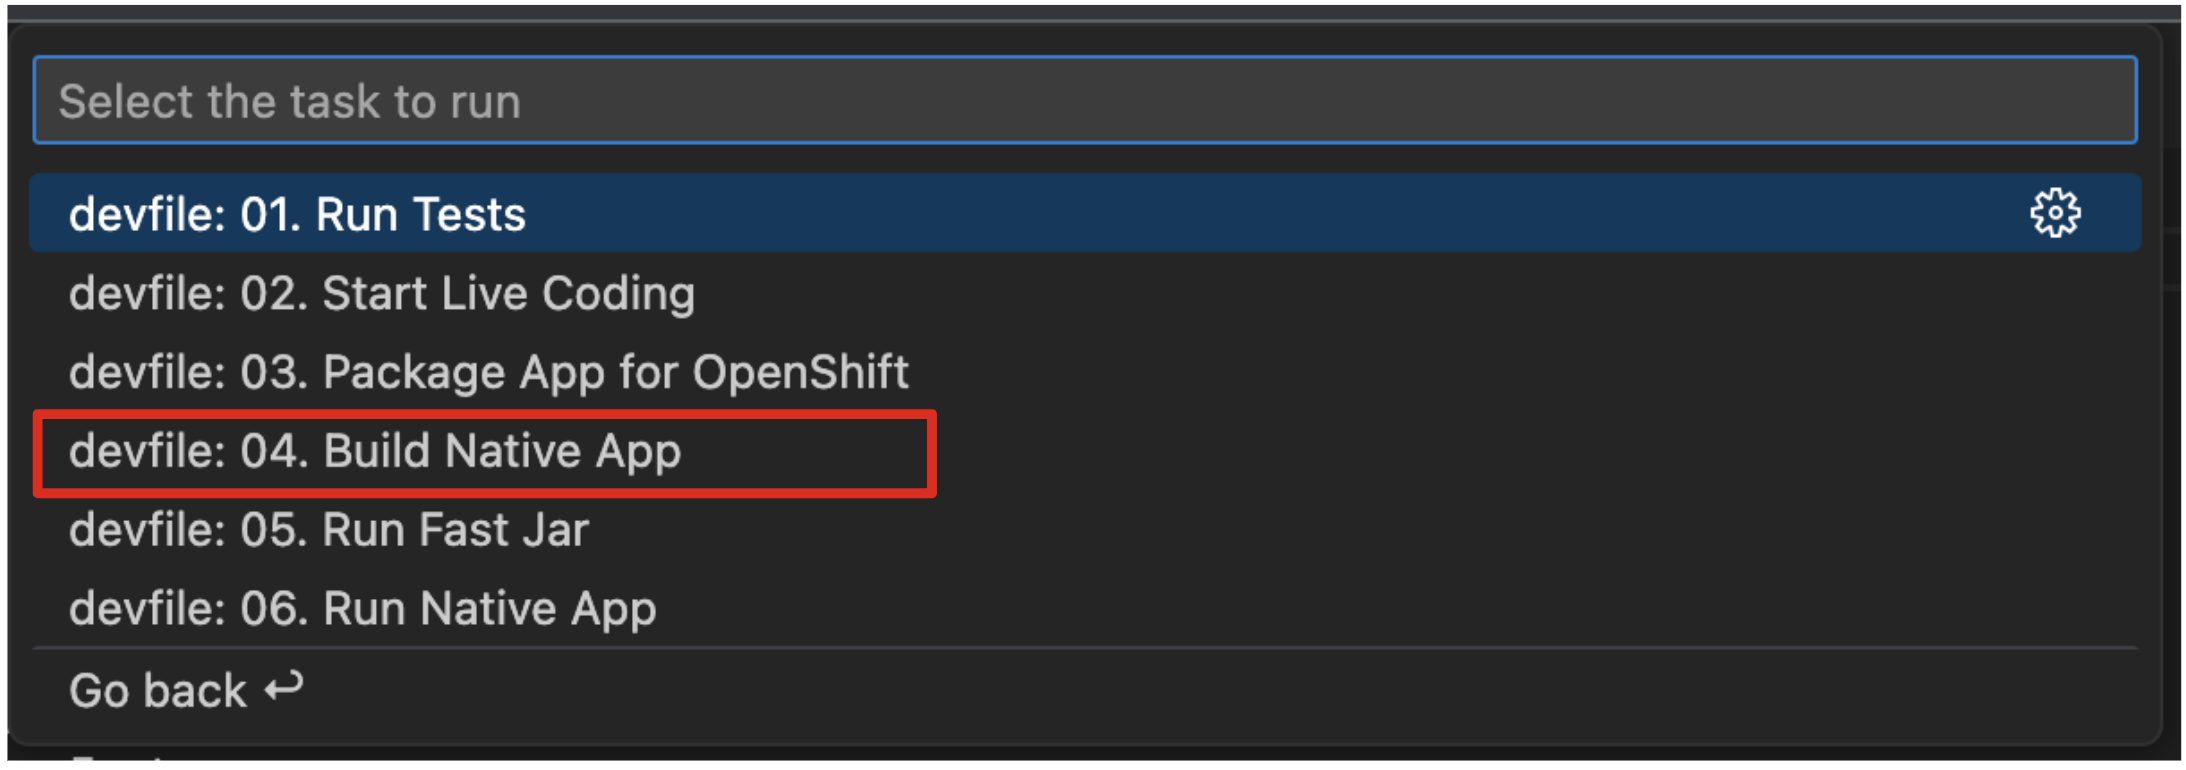 Select the task to run
devfile: 01. Run Tests
devfile: 02. Start Live Coding
devfile: 03. Package App for OpenShift
devfile: 04. Build Native App
devfile: 05. Run Fast Jar
devfile: 06. Run Native App
Go back ↩